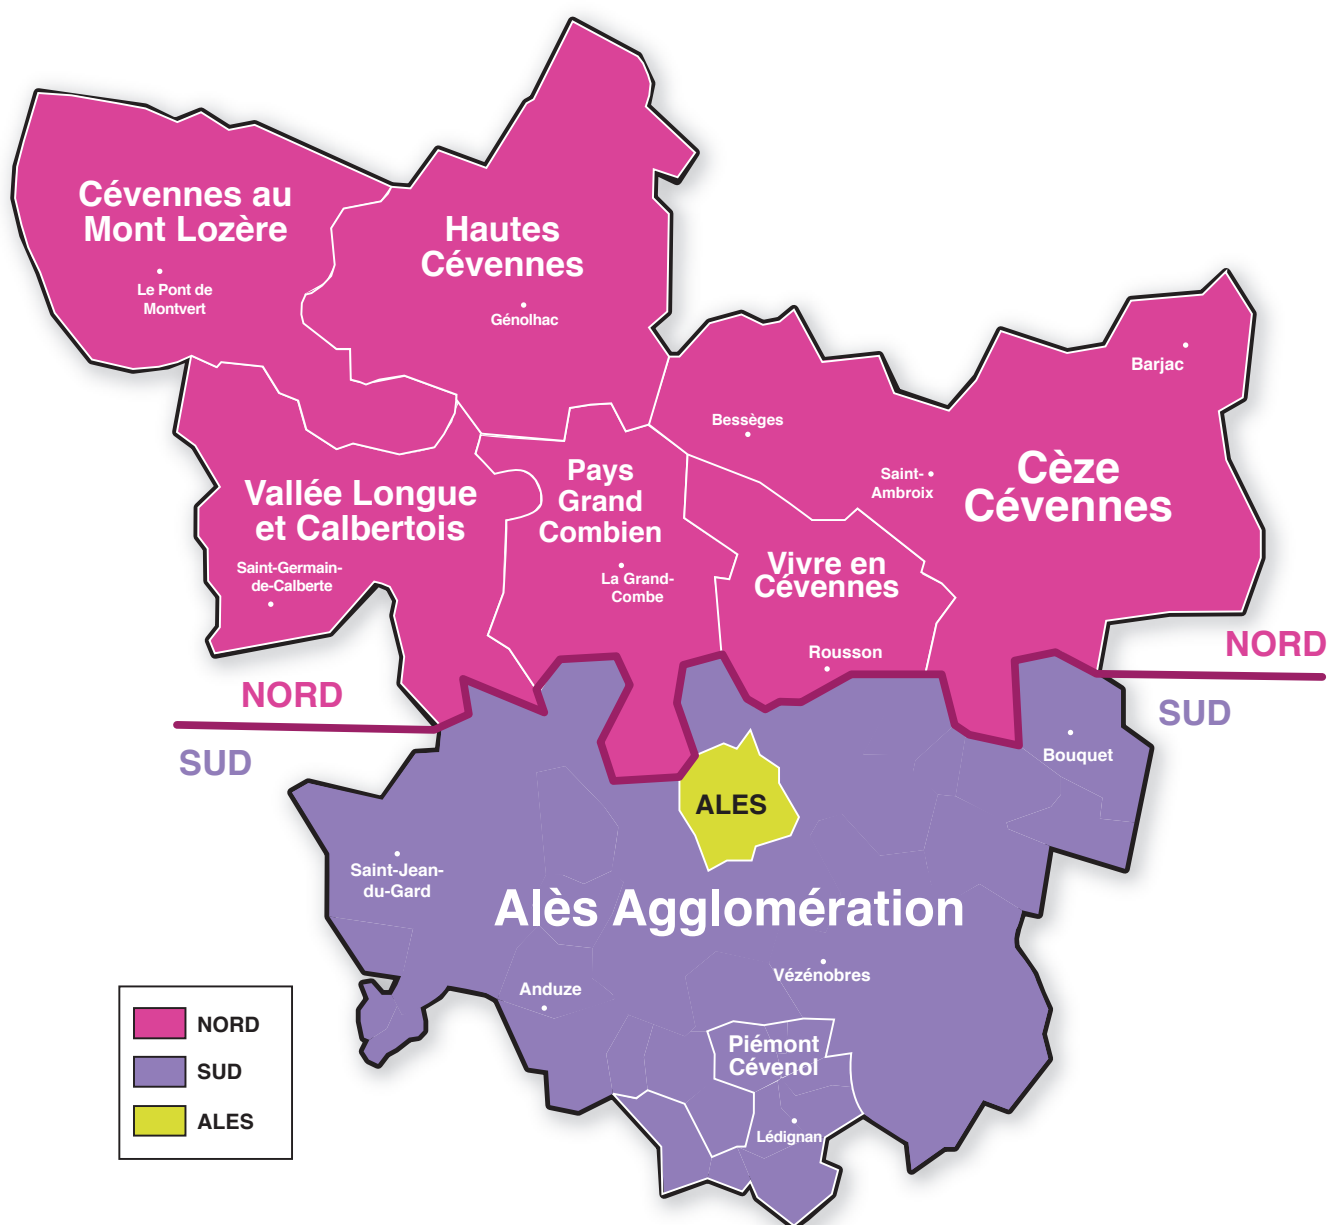 Cévennes au
Mont Lozère
Le Pont de
Montvert
Hautes
Cévennes
Génolhac
Barjac
Bessèges
Saint-
Ambroix
Cèze
Cévennes
Vallée Longue
et Calbertois
Saint-Germain-
de-Calberte
Pays
Grand
Combien
La Grand-
Combe
Vivre en
Cévennes
Rousson
NORD
SUD
NORD
SUD
Bouquet
ALES
Saint-Jean-
du-Gard
Alès Agglomération
Vézénobres
Anduze
Piémont
Cévenol
Lédignan
NORD
SUD
ALES